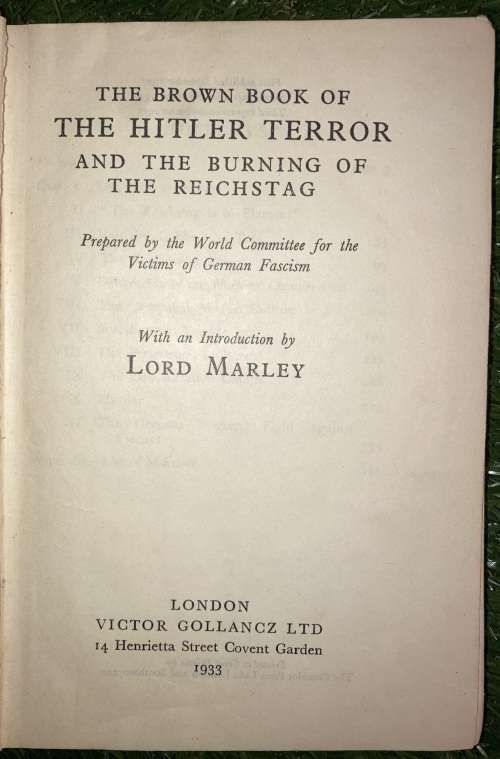 THE BROWN BOOK OF
THE HITLER TERROR
AND THE BURNING OF
THE REICHSTAG
Prepared by the World Committee for the
Victims of German Fascism
With an Introduction by
LORD MARLEY
LONDON
VICTOR GOLLANCZ LTD
14 Henrietta Street Covent Garden
1933